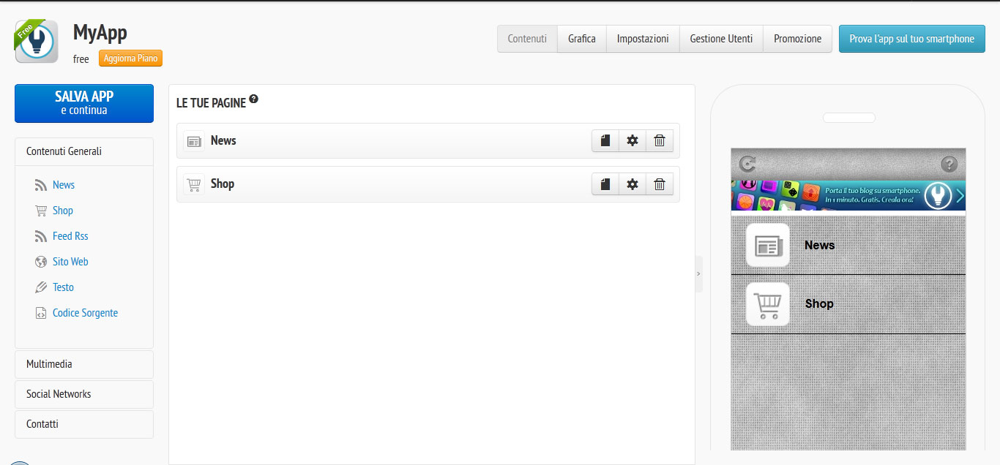 Free
MyApp
free
Aggiorna Piano
Contenuti
Grafica
Impostazioni
Gestione Utenti
Promozione
Prova l'app sul tuo smartphone
SALVA APP
e continua
Contenuti Generali
News
Shop
Feed Rss
Sito Web
Testo
Codice Sorgente
Multimedia
Social Networks
Contatti
LE TUE PAGINE ?
News
Shop
?
Porta il tuo blog su smartphone.
In 1 minuto. Gratis. Creala ora!
News
Shop